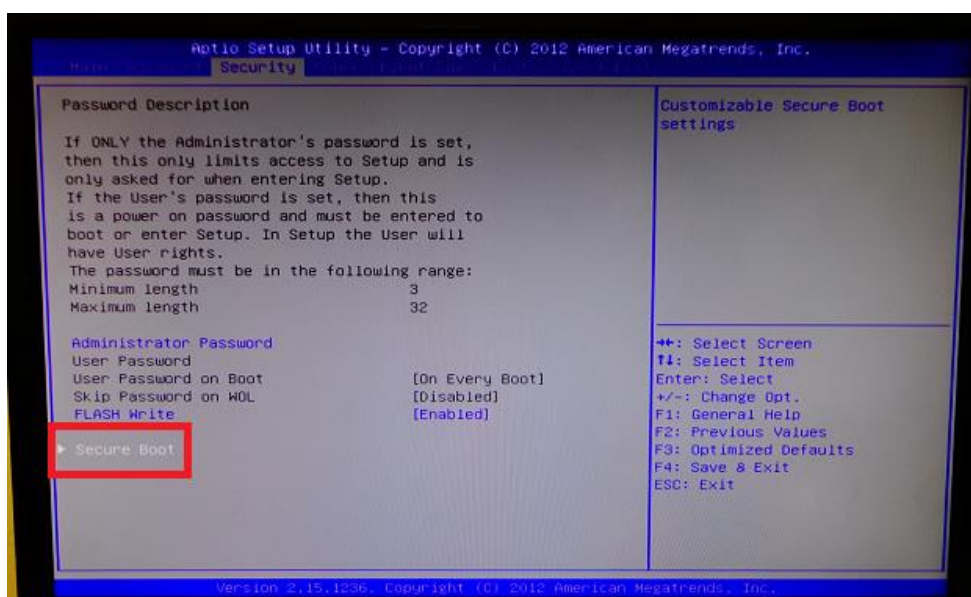 Aptio Setup Utility – Copyright (C) 2012 American Megatrends, Inc.
Main Security
Password Description
If ONLY the Administrator's password is set,
then this only limits access to Setup and is
only asked for when entering Setup.
If the User's password is set, then this
is a power on password and must be entered to
boot or enter Setup. In Setup the User will
have User rights.
The password must be in the following range:
Minimum length 3
Maximum length 32
Administrator Password
User Password
User Password on Boot [On Every Boot]
Skip Password on WOL [Disabled]
FLASH Write [Enabled]
▶ Secure Boot
Customizable Secure Boot
settings
→←: Select Screen
↑↓: Select Item
Enter: Select
+/-: Change Opt.
F1: General Help
F2: Previous Values
F3: Optimized Defaults
F4: Save & Exit
ESC: Exit
Version 2.15.1236. Copyright (C) 2012 American Megatrends, Inc.